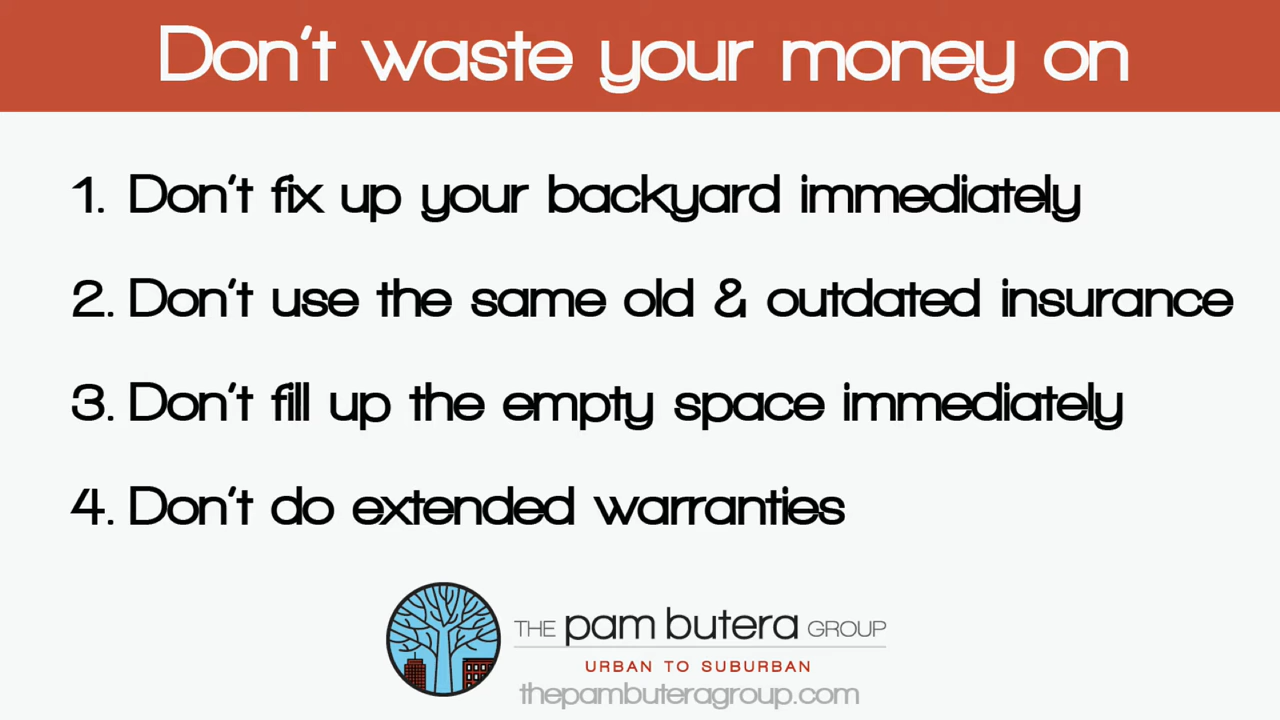 Don't waste your money on
1. Don't fix up your backyard immediately
2. Don't use the same old & outdated insurance
3. Don't fill up the empty space immediately
4. Don't do extended warranties
THE pam butera GROUP
URBAN TO SUBURBAN
thepambuteragroup.com